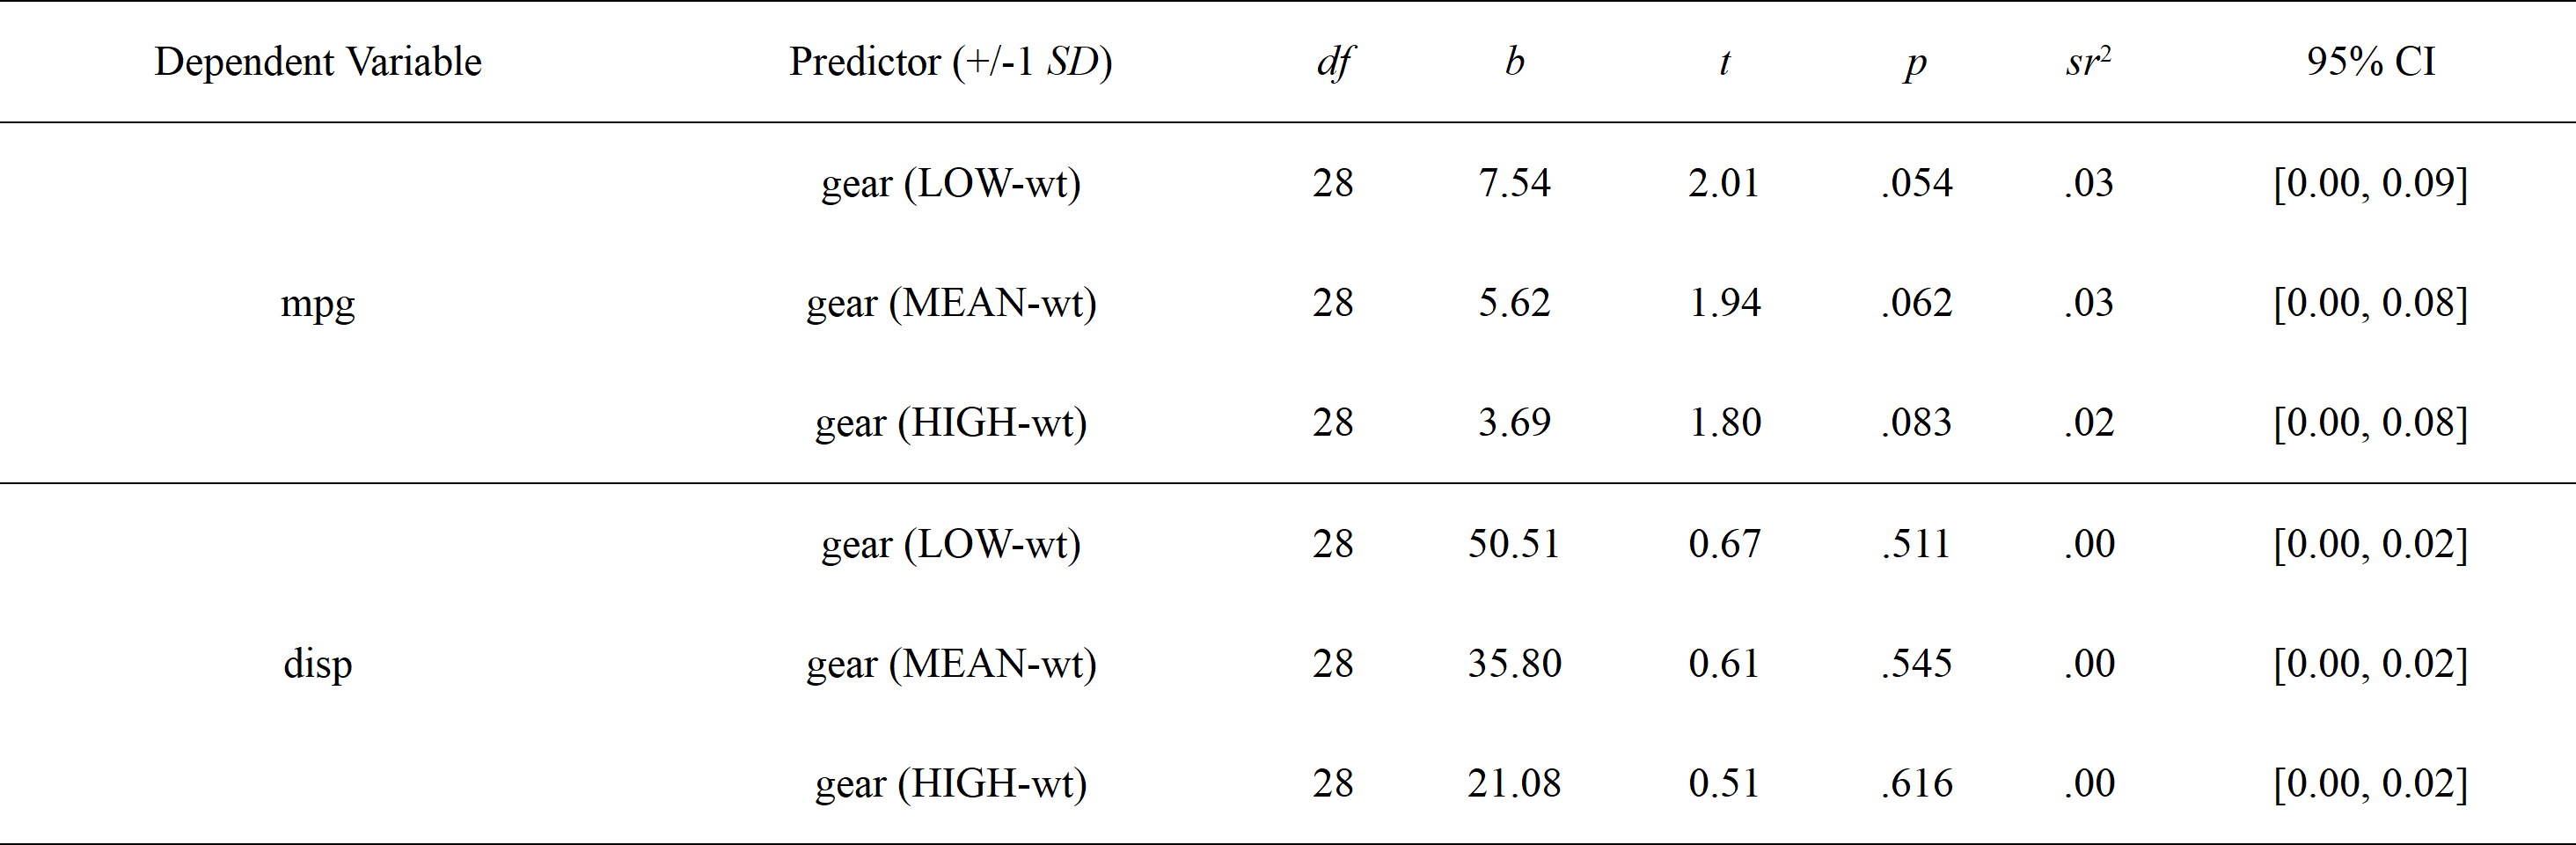 Dependent Variable Predictor (+/-1 SD) df b t p sr² 95% CI
gear (LOW-wt) 28 7.54 2.01 .054 .03 [0.00, 0.09]
mpg gear (MEAN-wt) 28 5.62 1.94 .062 .03 [0.00, 0.08]
gear (HIGH-wt) 28 3.69 1.80 .083 .02 [0.00, 0.08]
gear (LOW-wt) 28 50.51 0.67 .511 .00 [0.00, 0.02]
disp gear (MEAN-wt) 28 35.80 0.61 .545 .00 [0.00, 0.02]
gear (HIGH-wt) 28 21.08 0.51 .616 .00 [0.00, 0.02]